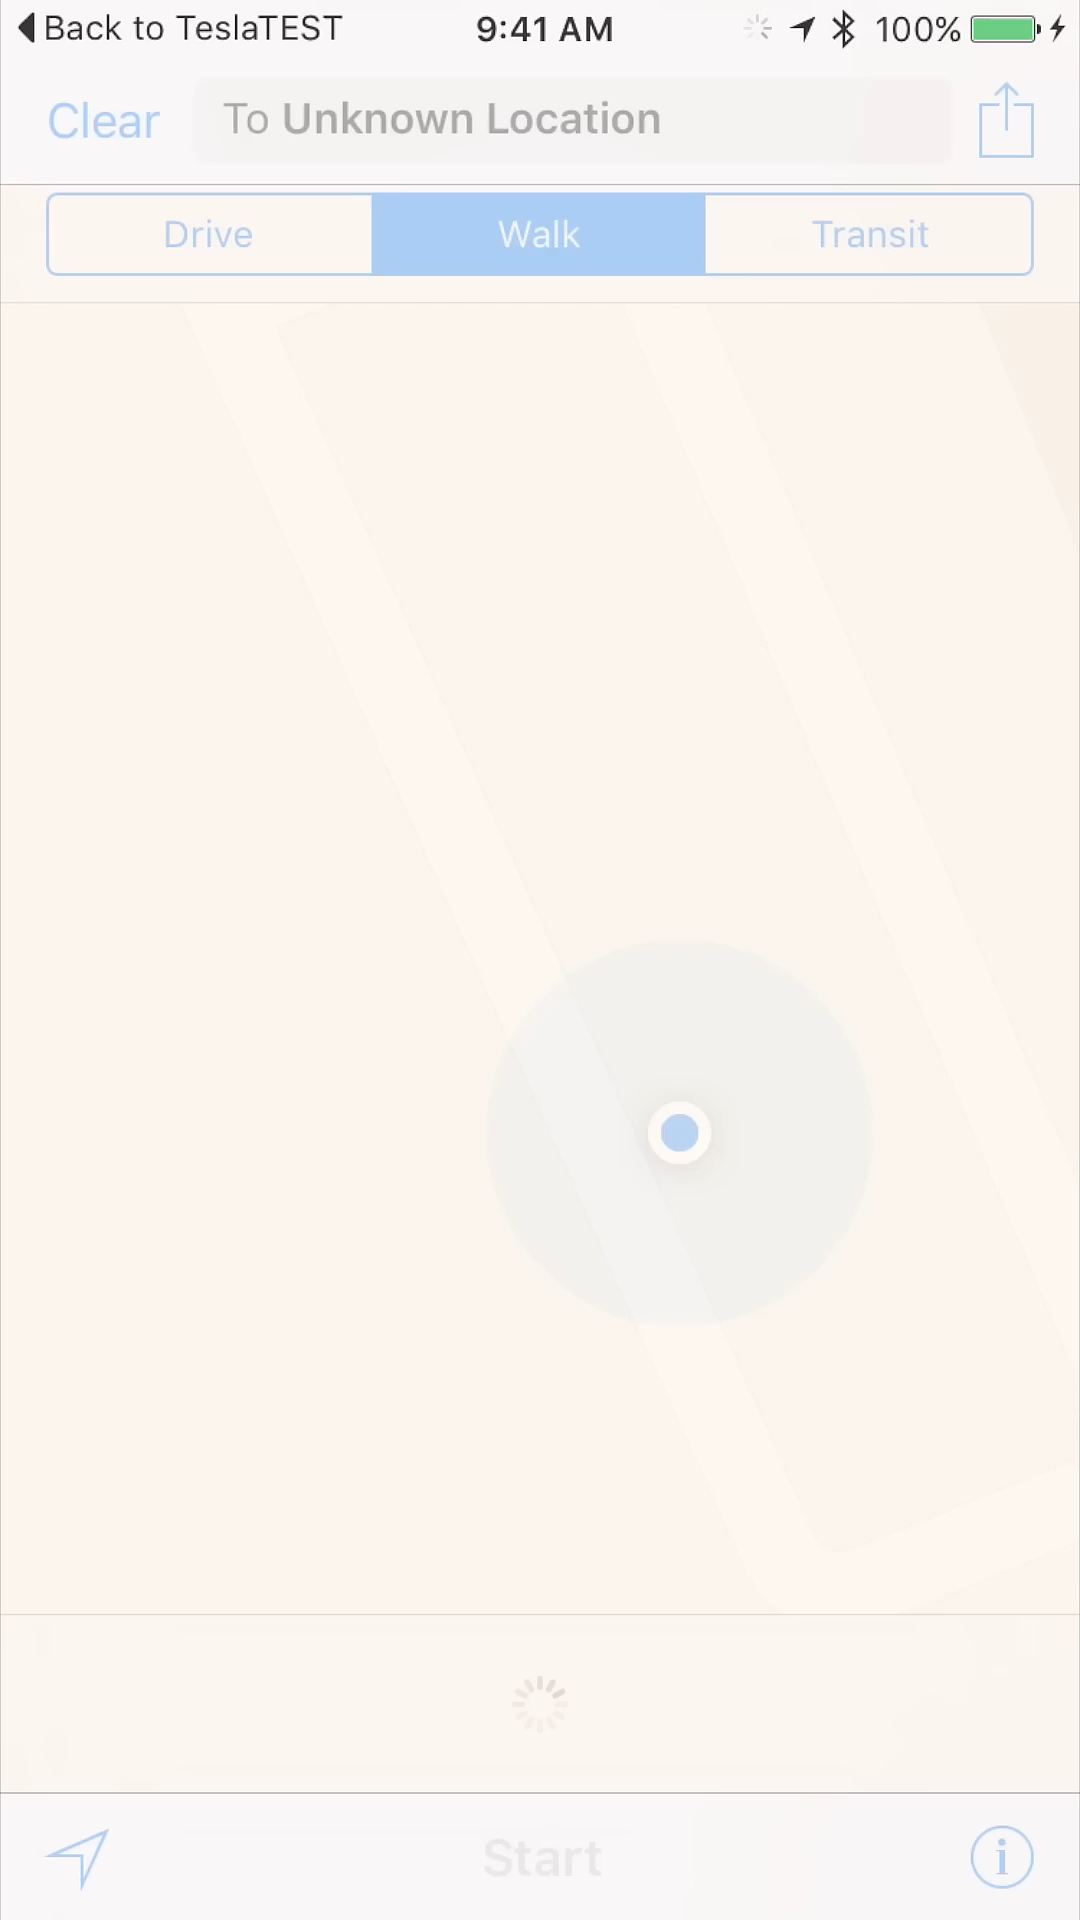 Back to TeslaTEST 9:41 AM 100%
Clear To Unknown Location
Drive Walk Transit
Start